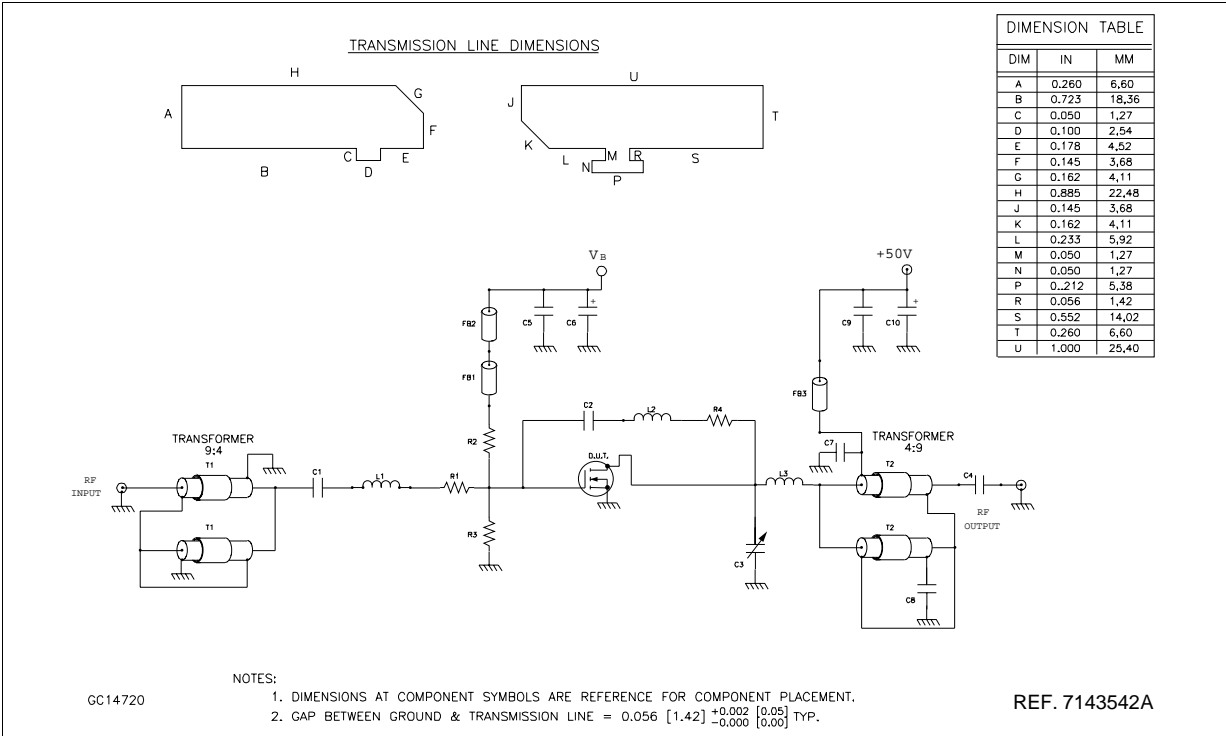 TRANSMISSION LINE DIMENSIONS
H
A
G
F
C
E
B
D
U
J
T
K
L
M
R
S
N
P
DIMENSION TABLE
DIM IN MM
A 0.260 6,60
B 0.723 18,36
C 0.050 1,27
D 0.100 2,54
E 0.178 4,52
F 0.145 3,68
G 0.162 4,11
H 0.885 22,48
J 0.145 3,68
K 0.162 4,11
L 0.233 5,92
M 0.050 1,27
N 0.050 1,27
P 0..212 5,38
R 0.056 1,42
S 0.552 14,02
T 0.260 6,60
U 1.000 25,40
VB
+50V
FB2
C5
C6
+
C9
C10
+
FB1
FB3
C2
L2
R4
R2
TRANSFORMER
9:4
T1
C7
TRANSFORMER
4:9
T2
D.U.T.
RF
INPUT
C1
L1
R1
L3
C4
RF
OUTPUT
T1
R3
T2
C3
C8
NOTES:
1. DIMENSIONS AT COMPONENT SYMBOLS ARE REFERENCE FOR COMPONENT PLACEMENT.
2. GAP BETWEEN GROUND & TRANSMISSION LINE = 0.056 [1.42] +0.002 [0.05] -0.000 [0.00] TYP.
GC14720
REF. 7143542A